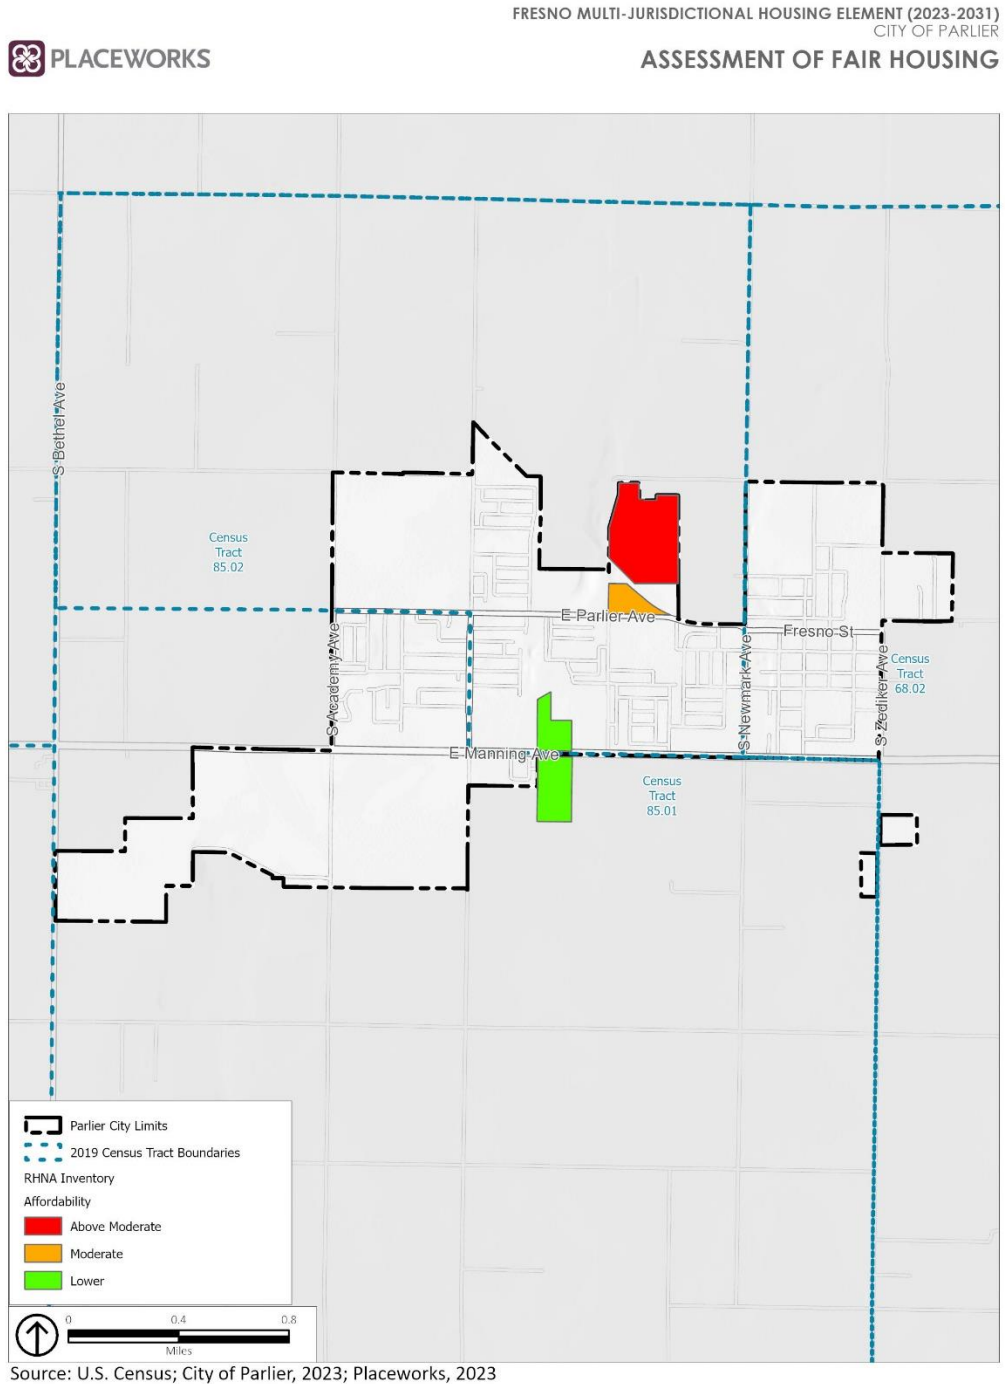 FRESNO MULTI-JURISDICTIONAL HOUSING ELEMENT (2023-2031)
CITY OF PARLIER
PLACEWORKS
ASSESSMENT OF FAIR HOUSING
S Bethel Ave
Census
Tract
85.02
E Parlier Ave
Fresno St
S Academy Ave
S Newmark Ave
S Zediker Ave
Census
Tract
68.02
E Manning Ave
Census
Tract
85.01
Parlier City Limits
2019 Census Tract Boundaries
RHNA Inventory
Affordability
Above Moderate
Moderate
Lower
0 0.4 0.8
Miles
Source: U.S. Census; City of Parlier, 2023; Placeworks, 2023